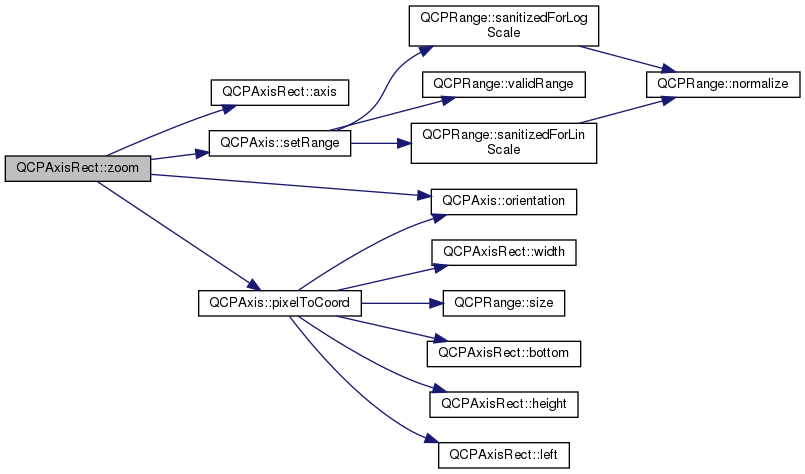 QCPRange::sanitizedForLog
Scale
QCPAxisRect::axis
QCPRange::validRange
QCPRange::normalize
QCPAxis::setRange
QCPRange::sanitizedForLin
Scale
QCPAxisRect::zoom
QCPAxis::orientation
QCPAxisRect::width
QCPAxis::pixelToCoord
QCPRange::size
QCPAxisRect::bottom
QCPAxisRect::height
QCPAxisRect::left